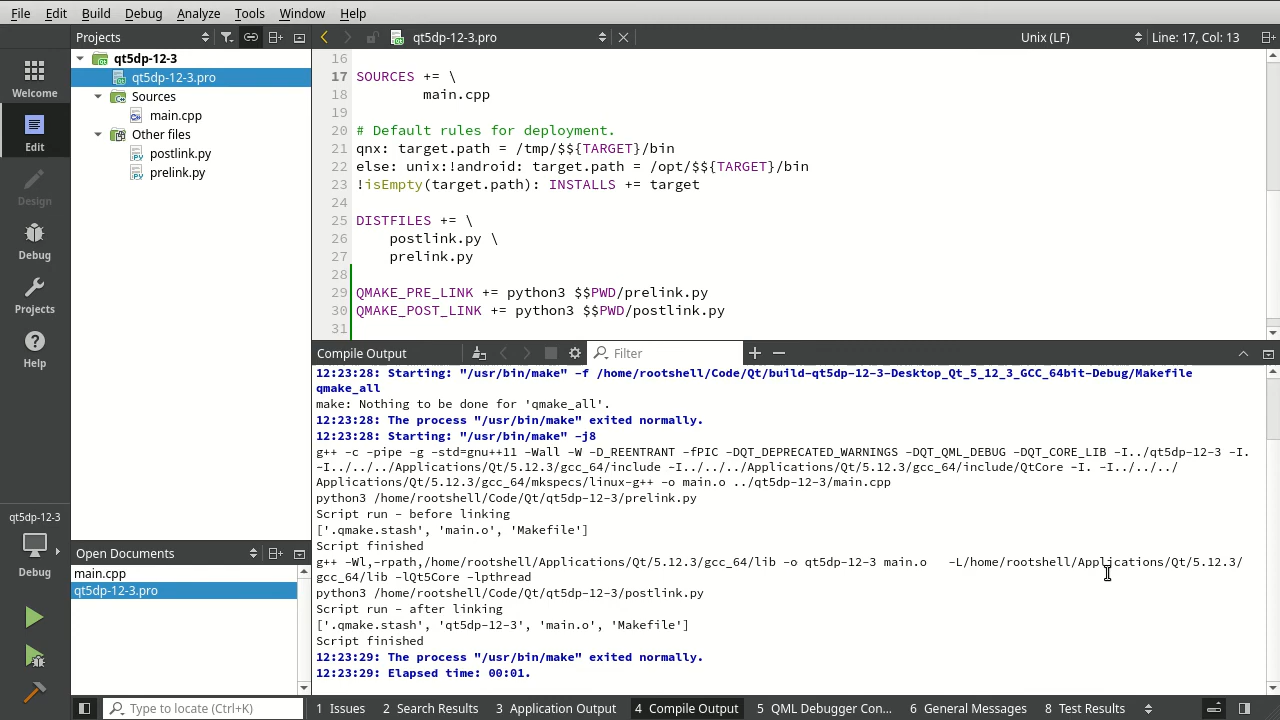 File Edit Build Debug Analyze Tools Window Help
Projects
qt5dp-12-3.pro
Unix (LF)
Line: 17, Col: 13
Welcome
Edit
Design
Debug
Projects
Help
qt5dp-12-3
Debug
qt5dp-12-3
qt5dp-12-3.pro
Sources
main.cpp
Other files
postlink.py
prelink.py
Open Documents
main.cpp
qt5dp-12-3.pro
16
17 SOURCES += \
18 main.cpp
19
20 # Default rules for deployment.
21 qnx: target.path = /tmp/$${TARGET}/bin
22 else: unix:!android: target.path = /opt/$${TARGET}/bin
23 !isEmpty(target.path): INSTALLS += target
24
25 DISTFILES += \
26 postlink.py \
27 prelink.py
28
29 QMAKE_PRE_LINK += python3 $$PWD/prelink.py
30 QMAKE_POST_LINK += python3 $$PWD/postlink.py
31
Compile Output
Filter
12:23:28: Starting: "/usr/bin/make" -f /home/rootshell/Code/Qt/build-qt5dp-12-3-Desktop_Qt_5_12_3_GCC_64bit-Debug/Makefile
qmake_all
make: Nothing to be done for 'qmake_all'.
12:23:28: The process "/usr/bin/make" exited normally.
12:23:28: Starting: "/usr/bin/make" -j8
g++ -c -pipe -g -std=gnu++11 -Wall -W -D_REENTRANT -fPIC -DQT_DEPRECATED_WARNINGS -DQT_QML_DEBUG -DQT_CORE_LIB -I../qt5dp-12-3 -I.
-I../../../Applications/Qt/5.12.3/gcc_64/include -I../../../Applications/Qt/5.12.3/gcc_64/include/QtCore -I. -I../../../
Applications/Qt/5.12.3/gcc_64/mkspecs/linux-g++ -o main.o ../qt5dp-12-3/main.cpp
python3 /home/rootshell/Code/Qt/qt5dp-12-3/prelink.py
Script run - before linking
['.qmake.stash', 'main.o', 'Makefile']
Script finished
g++ -Wl,-rpath,/home/rootshell/Applications/Qt/5.12.3/gcc_64/lib -o qt5dp-12-3 main.o -L/home/rootshell/Applications/Qt/5.12.3/
gcc_64/lib -lQt5Core -lpthread
python3 /home/rootshell/Code/Qt/qt5dp-12-3/postlink.py
Script run - after linking
['.qmake.stash', 'qt5dp-12-3', 'main.o', 'Makefile']
Script finished
12:23:29: The process "/usr/bin/make" exited normally.
12:23:29: Elapsed time: 00:01.
Type to locate (Ctrl+K)
1 Issues 2 Search Results 3 Application Output 4 Compile Output 5 QML Debugger Con... 6 General Messages 8 Test Results